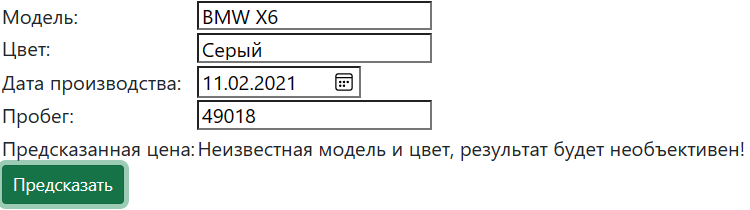 Модель: BMW X6
Цвет: Серый
Дата производства: 11.02.2021
Пробег: 49018
Предсказанная цена: Неизвестная модель и цвет, результат будет необъективен!
Предсказать